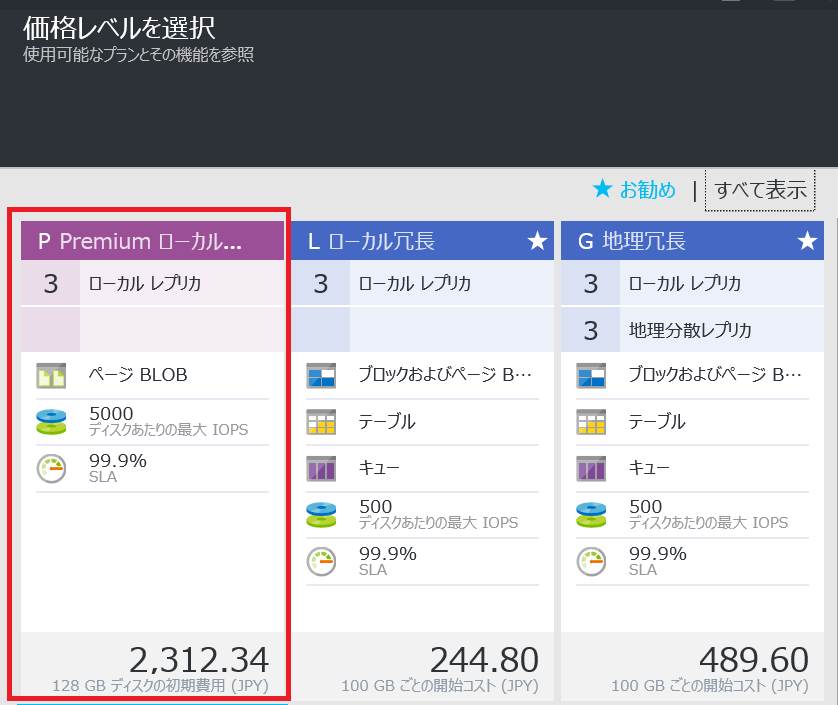 価格レベルを選択
使用可能なプランとその機能を参照
★ お勧め | すべて表示
P Premium ローカル...
3 ローカル レプリカ
ページ BLOB
5000
ディスクあたりの最大 IOPS
99.9%
SLA
2,312.34
128 GB ディスクの初期費用 (JPY)
L ローカル冗長 ★
3 ローカル レプリカ
ブロックおよびページ B…
テーブル
キュー
500
ディスクあたりの最大 IOPS
99.9%
SLA
244.80
100 GB ごとの開始コスト (JPY)
G 地理冗長 ★
3 ローカル レプリカ
3 地理分散レプリカ
ブロックおよびページ B…
テーブル
キュー
500
ディスクあたりの最大 IOPS
99.9%
SLA
489.60
100 GB ごとの開始コスト (JPY)